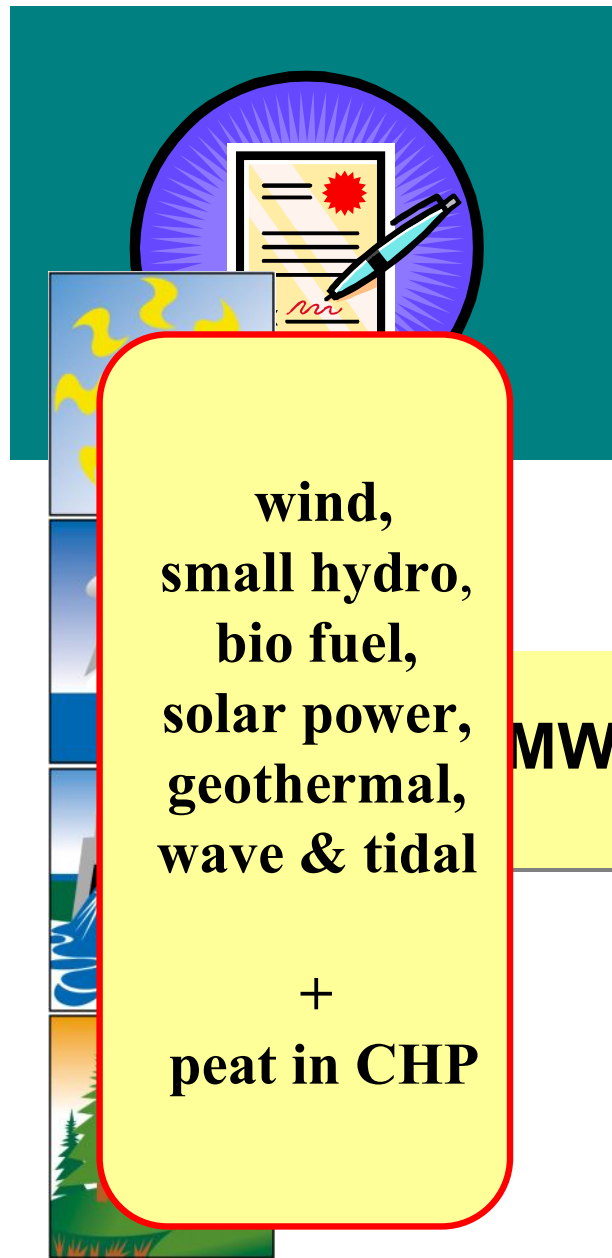 wind,
small hydro,
bio fuel,
solar power,
geothermal,
wave & tidal
+
peat in CHP
MW